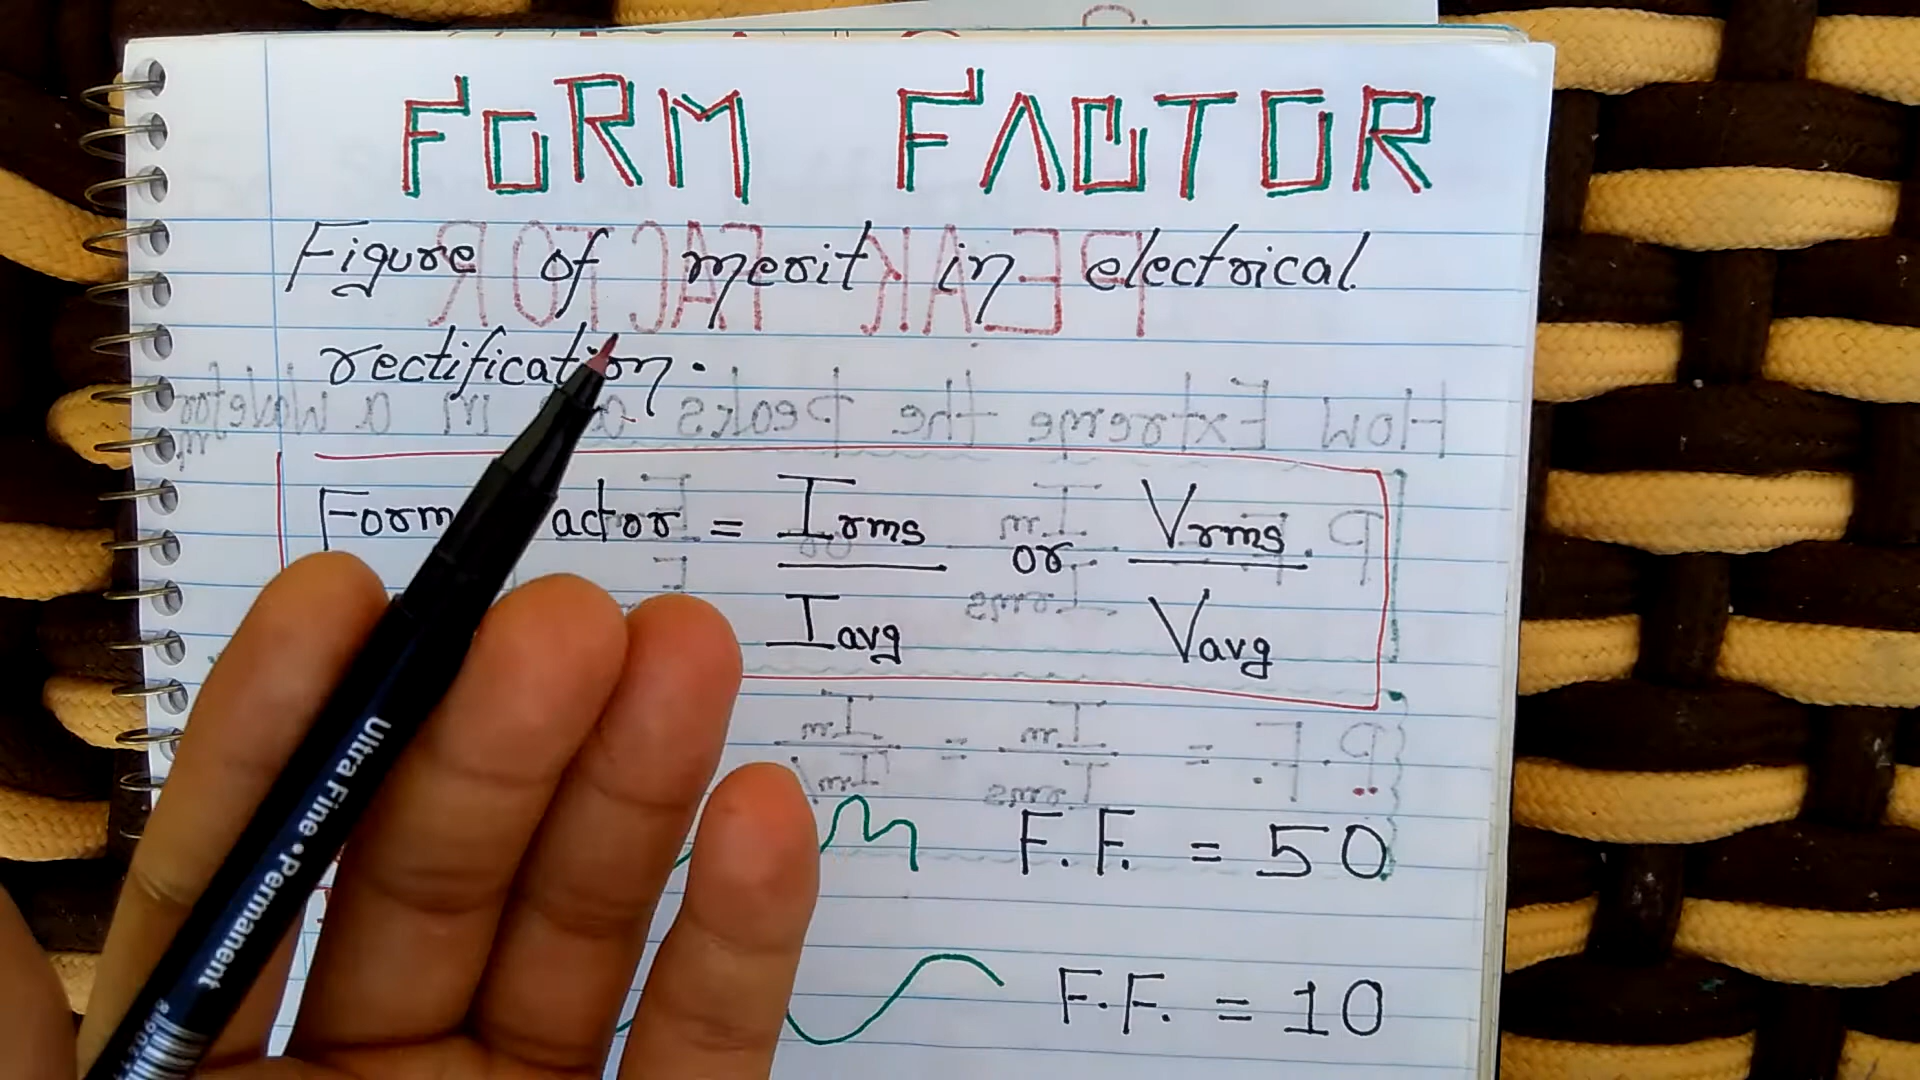 FORM FACTOR
Figure of merit in electrical
rectification.
Form actor = Irms or Vrms.
Iavg Vavg
F.F. = 50
F.F. = 10
Ultra Fine • Permanent